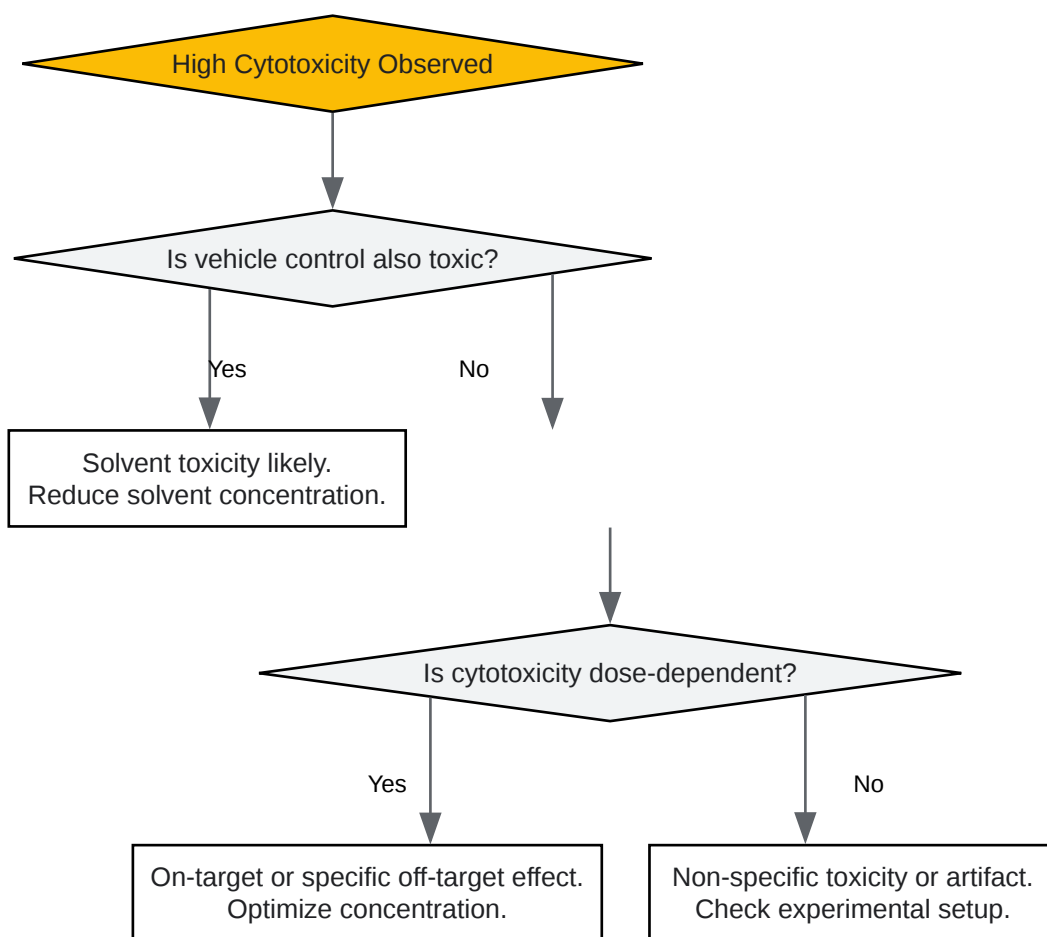 High Cytotoxicity Observed
Is vehicle control also toxic?
Yes
No
Solvent toxicity likely.
Reduce solvent concentration.
Is cytotoxicity dose-dependent?
Yes
No
On-target or specific off-target effect.
Optimize concentration.
Non-specific toxicity or artifact.
Check experimental setup.